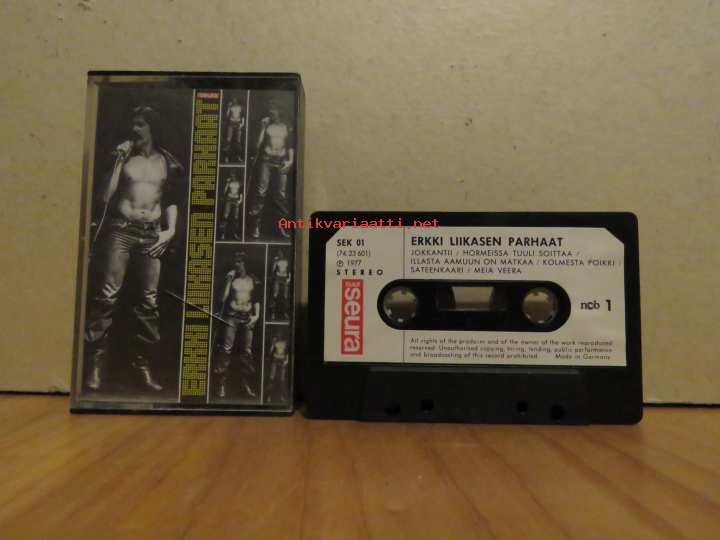 ERKKI LIIKASEN PARHAAT
Antikvariaatti.net
SEK 01
(74.23 601)
℗ 1977
STEREO
ERKKI LIIKASEN PARHAAT
JOKKANTII / HORMEISSA TUULI SOITTAA /
ILLASTA AAMUUN ON MATKAA / KOLMESTA POIKKI /
SATEENKAARI / MEIÄ VEERA /
seura
ncb 1
All rights of the producer and of the owner of the work reproduced
reserved. Unauthorised copying, hiring, lending, public performance
and broadcasting of this record prohibited. Made in Germany